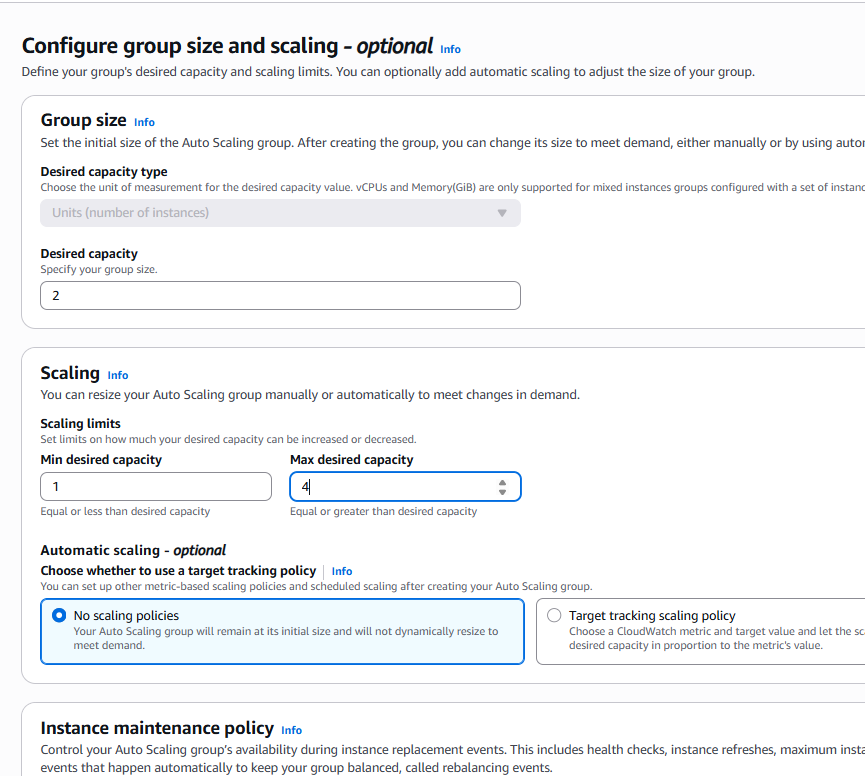 Configure group size and scaling - optional Info
Define your group's desired capacity and scaling limits. You can optionally add automatic scaling to adjust the size of your group.
Group size Info
Set the initial size of the Auto Scaling group. After creating the group, you can change its size to meet demand, either manually or by using
Desired capacity type
Choose the unit of measurement for the desired capacity value. vCPUs and Memory(GiB) are only supported for mixed instances groups configured with a set of
Units (number of instances)
Desired capacity
Specify your group size.
2
Scaling Info
You can resize your Auto Scaling group manually or automatically to meet changes in demand.
Scaling limits
Set limits on how much your desired capacity can be increased or decreased.
Min desired capacity Max desired capacity
1 4
Equal or less than desired capacity Equal or greater than desired capacity
Automatic scaling - optional
Choose whether to use a target tracking policy Info
You can set up other metric-based scaling policies and scheduled scaling after creating your Auto Scaling group.
No scaling policies
Your Auto Scaling group will remain at its initial size and will not dynamically resize to
meet demand.
Target tracking scaling policy
Choose a CloudWatch metric and target value and let the
desired capacity in proportion to the metric's value.
Instance maintenance policy Info
Control your Auto Scaling group's availability during instance replacement events. This includes health checks, instance refreshes, maximum
events that happen automatically to keep your group balanced, called rebalancing events.